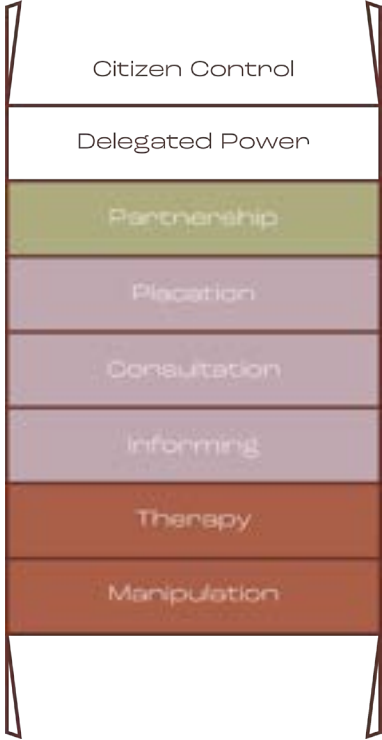 Citizen Control
Delegated Power
Partnership
Placation
Consultation
Informing
Therapy
Manipulation